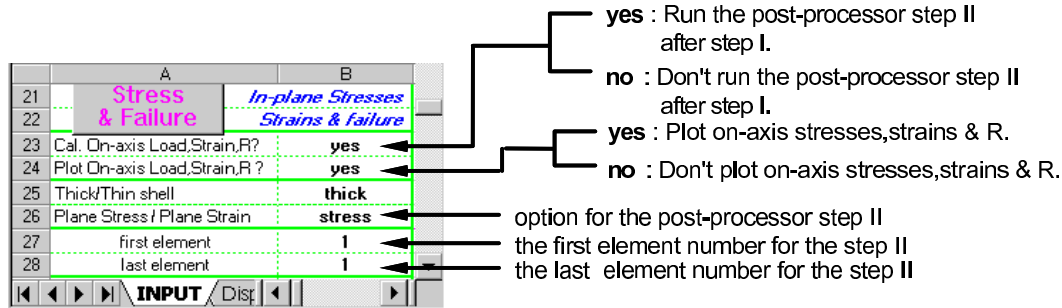 A B
21 Stress In-plane Stresses
22 & Failure Strains & failure
23 Cal. On-axis Load,Strain,R? yes
24 Plot On-axis Load,Strain,R ? yes
25 Thick/Thin shell thick
26 Plane Stress / Plane Strain stress
27 first element 1
28 last element 1
INPUT Disp
yes : Run the post-processor step II
after step I.
no : Don't run the post-processor step II
after step I.
yes : Plot on-axis stresses,strains & R.
no : Don't plot on-axis stresses,strains & R.
option for the post-processor step II
the first element number for the step II
the last element number for the step II